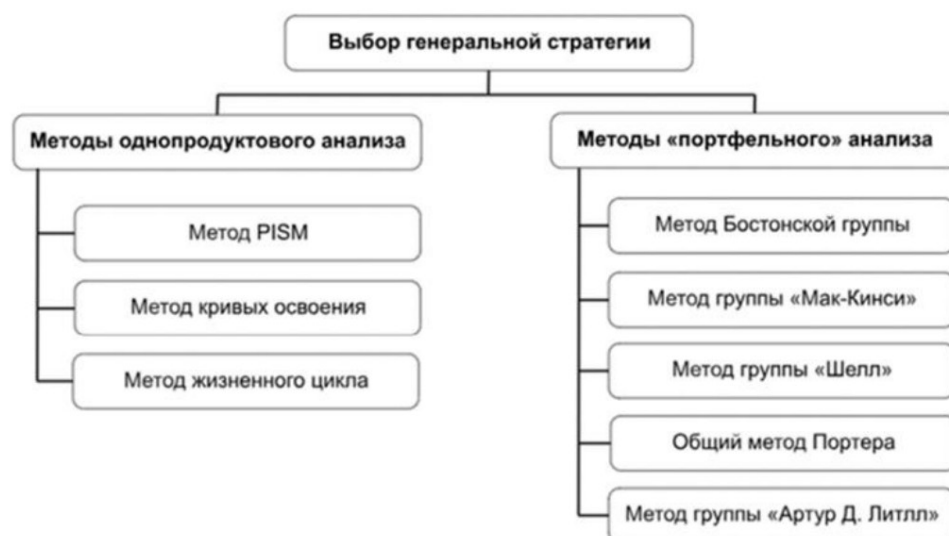 Выбор генеральной стратегии
Методы однопродуктового анализа
Метод PISM
Метод кривых освоения
Метод жизненного цикла
Методы «портфельного» анализа
Метод Бостонской группы
Метод группы «Мак-Кинси»
Метод группы «Шелл»
Общий метод Портера
Метод группы «Артур Д. Литлл»